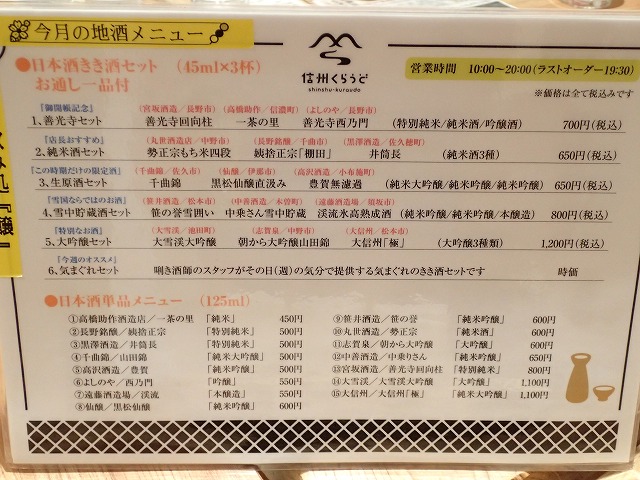 今月の地酒メニュー
信州くらうど
shinshu-kuraudo
営業時間 10:00~20:00(ラストオーダー19:30)
※価格は全て税込みです
●日本酒きき酒セット (45ml×3杯)
お通し一品付
『御開帳記念』 (宮坂酒造/長野市) (高橋助作/信濃町) (よしのや/長野市)
1、善光寺セット 善光寺回向柱 一茶の里 善光寺西乃門 (特別純米/純米酒/吟醸酒) 700円(税込)
『店長おすすめ』 (丸世酒造店/中野市) (長野銘醸/千曲市) (黒澤酒造/佐久穂町)
2、純米酒セット 勢正宗もち米四段 姨捨正宗「棚田」 井筒長 (純米酒3種) 650円(税込)
『この時期だけの限定酒』 (千曲錦/佐久市) (仙醸/伊那市) (高沢酒造/小布施町)
3、生原酒セット 千曲錦 黒松仙醸直汲み 豊賀無濾過 (純米大吟醸/純米吟醸/純米吟醸) 650円(税込)
『雪国ならではのお酒』 (笹井酒造/松本市) (中善酒造/木曽町) (遠藤酒造場/須坂市)
4、雪中貯蔵酒セット 笹の誉雪囲い 中乗さん雪中貯蔵 渓流氷高熟成酒 (純米吟醸/純米吟醸/本醸造) 800円(税込)
『特別なお酒』 (大雪渓/池田町) (志賀泉/中野市) (大信州/松本市)
5、大吟醸セット 大雪渓大吟醸 朝から大吟醸山田錦 大信州「極」 (大吟醸3種類) 1,200円(税込)
『今週のオススメ』
6、気まぐれセット 唎き酒師のスタッフがその日(週)の気分で提供する気まぐれのきき酒セットです 時価
●日本酒単品メニュー (125ml)
①高橋助作酒造店/一茶の里 「純米」 450円
②長野銘醸/姨捨正宗 「特別純米」 500円
③黒澤酒造/井筒長 「特別純米」 500円
④千曲錦/山田錦 「純米大吟醸」 500円
⑤高沢酒造/豊賀 「純米吟醸」 500円
⑥よしのや/西乃門 「吟醸」 550円
⑦遠藤酒造場/渓流 「本醸造」 550円
⑧仙醸/黒松仙醸 「純米吟醸」 600円
⑨笹井酒造/笹の誉 「純米吟醸」 600円
⑩丸世酒造/勢正宗 「純米酒」 600円
⑪志賀泉/朝から大吟醸 「大吟醸」 600円
⑫中善酒造/中乗りさん 「純米吟醸」 650円
⑬宮坂酒造/善光寺回向柱 「特別純米」 800円
⑭大雪渓/大雪渓大吟醸 「大吟醸」 1,100円
⑮大信州/大信州「極」 「純米大吟醸」 1,100円